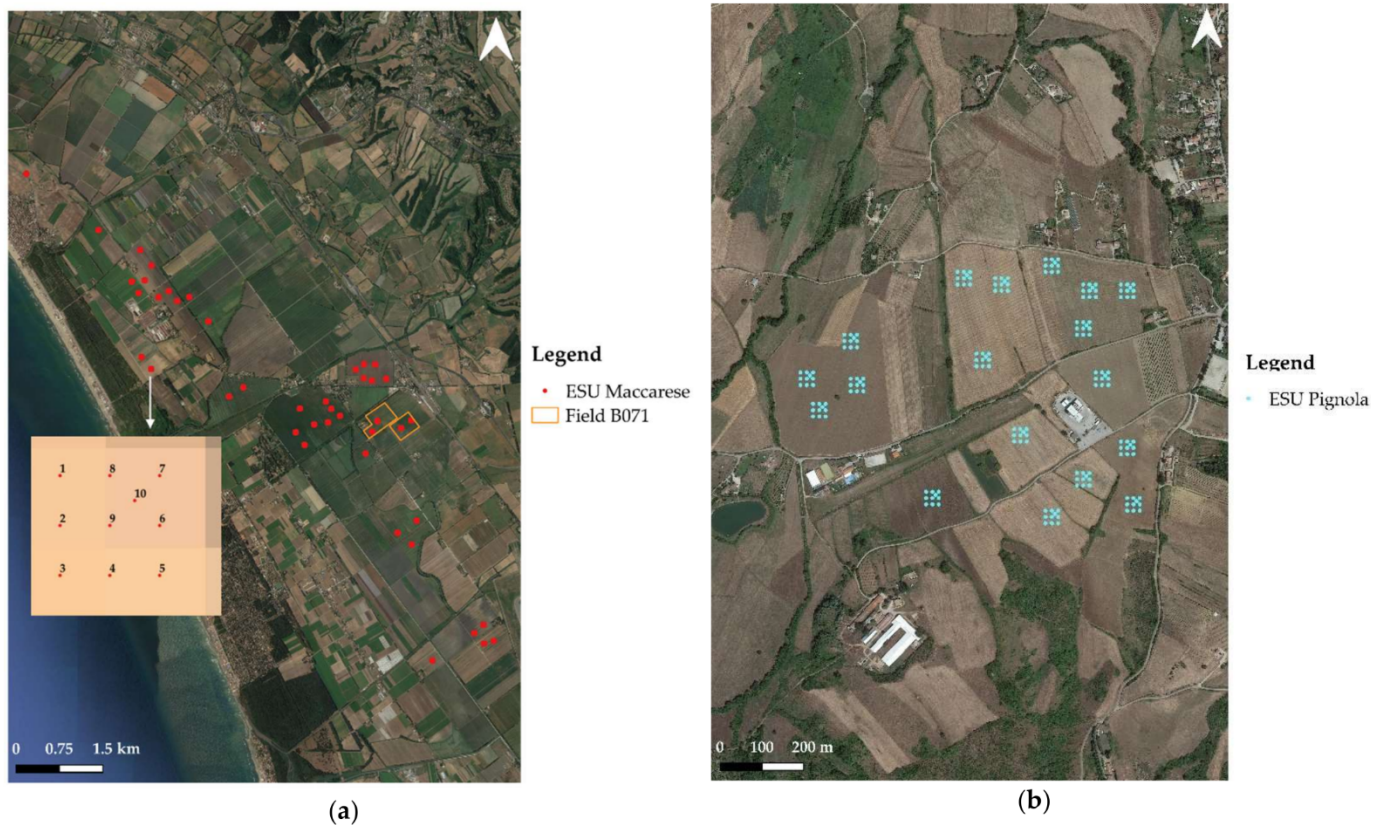 Legend
ESU Maccarese
Field B071
1 8 7
10
2 9 6
3 4 5
0 0.75 1.5 km
(a)
Legend
ESU Pignola
0 100 200 m
(b)